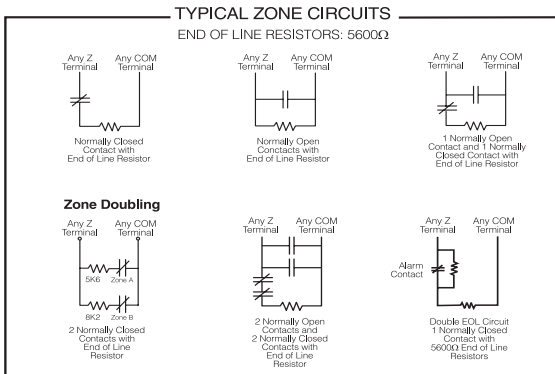 TYPICAL ZONE CIRCUITS
END OF LINE RESISTORS: 5600Ω
Any Z Terminal
Any COM Terminal
Normally Closed
Contact with
End of Line Resistor
Any Z Terminal
Any COM Terminal
Normally Open
Conctacts with
End of Line Resistor
Any Z Terminal
Any COM Terminal
1 Normally Open
Contact and 1 Normally
Closed Contact with
End of Line Resistor
Zone Doubling
Any Z Terminal
Any COM Terminal
5K6
Zone A
8K2
Zone B
2 Normally Closed
Contacts with
End of Line
Resistor
Any Z Terminal
Any COM Terminal
2 Normally Open
Contacts and
2 Normally Closed
Contacts with
End of Line
Resistor
Any Z Terminal
Any COM Terminal
Alarm
Contact
Double EOL Circuit
1 Normally Closed
Contact with
5600Ω End of Line
Resistors